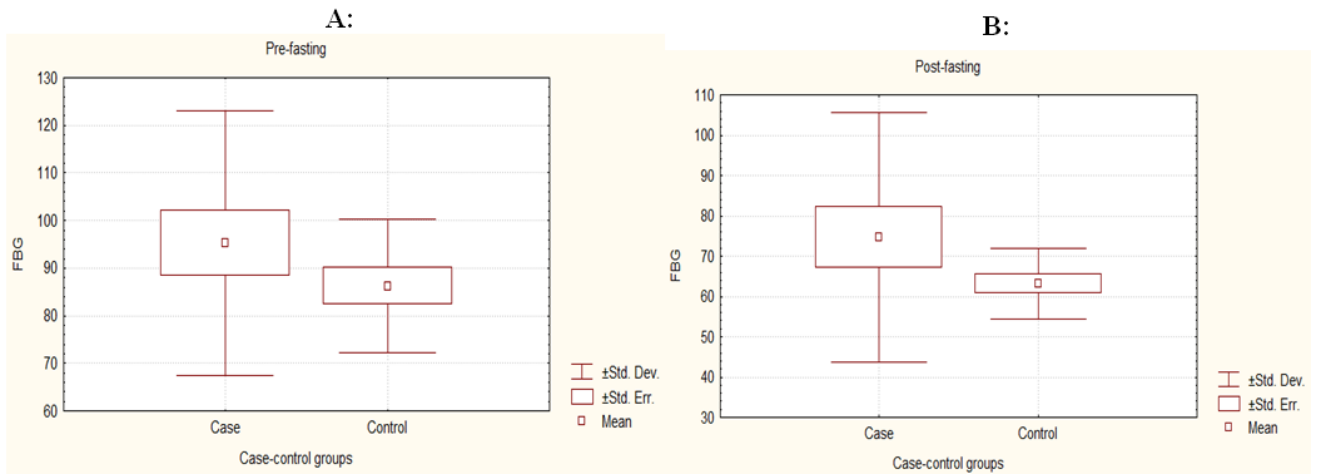 A:
Pre-fasting
130
120
110
100
90
80
70
60
FBG
Case
Control
Case-control groups
±Std. Dev.
±Std. Err.
Mean
B:
Post-fasting
110
100
90
80
70
60
50
40
30
FBG
Case
Control
Case-control groups
±Std. Dev.
±Std. Err.
Mean